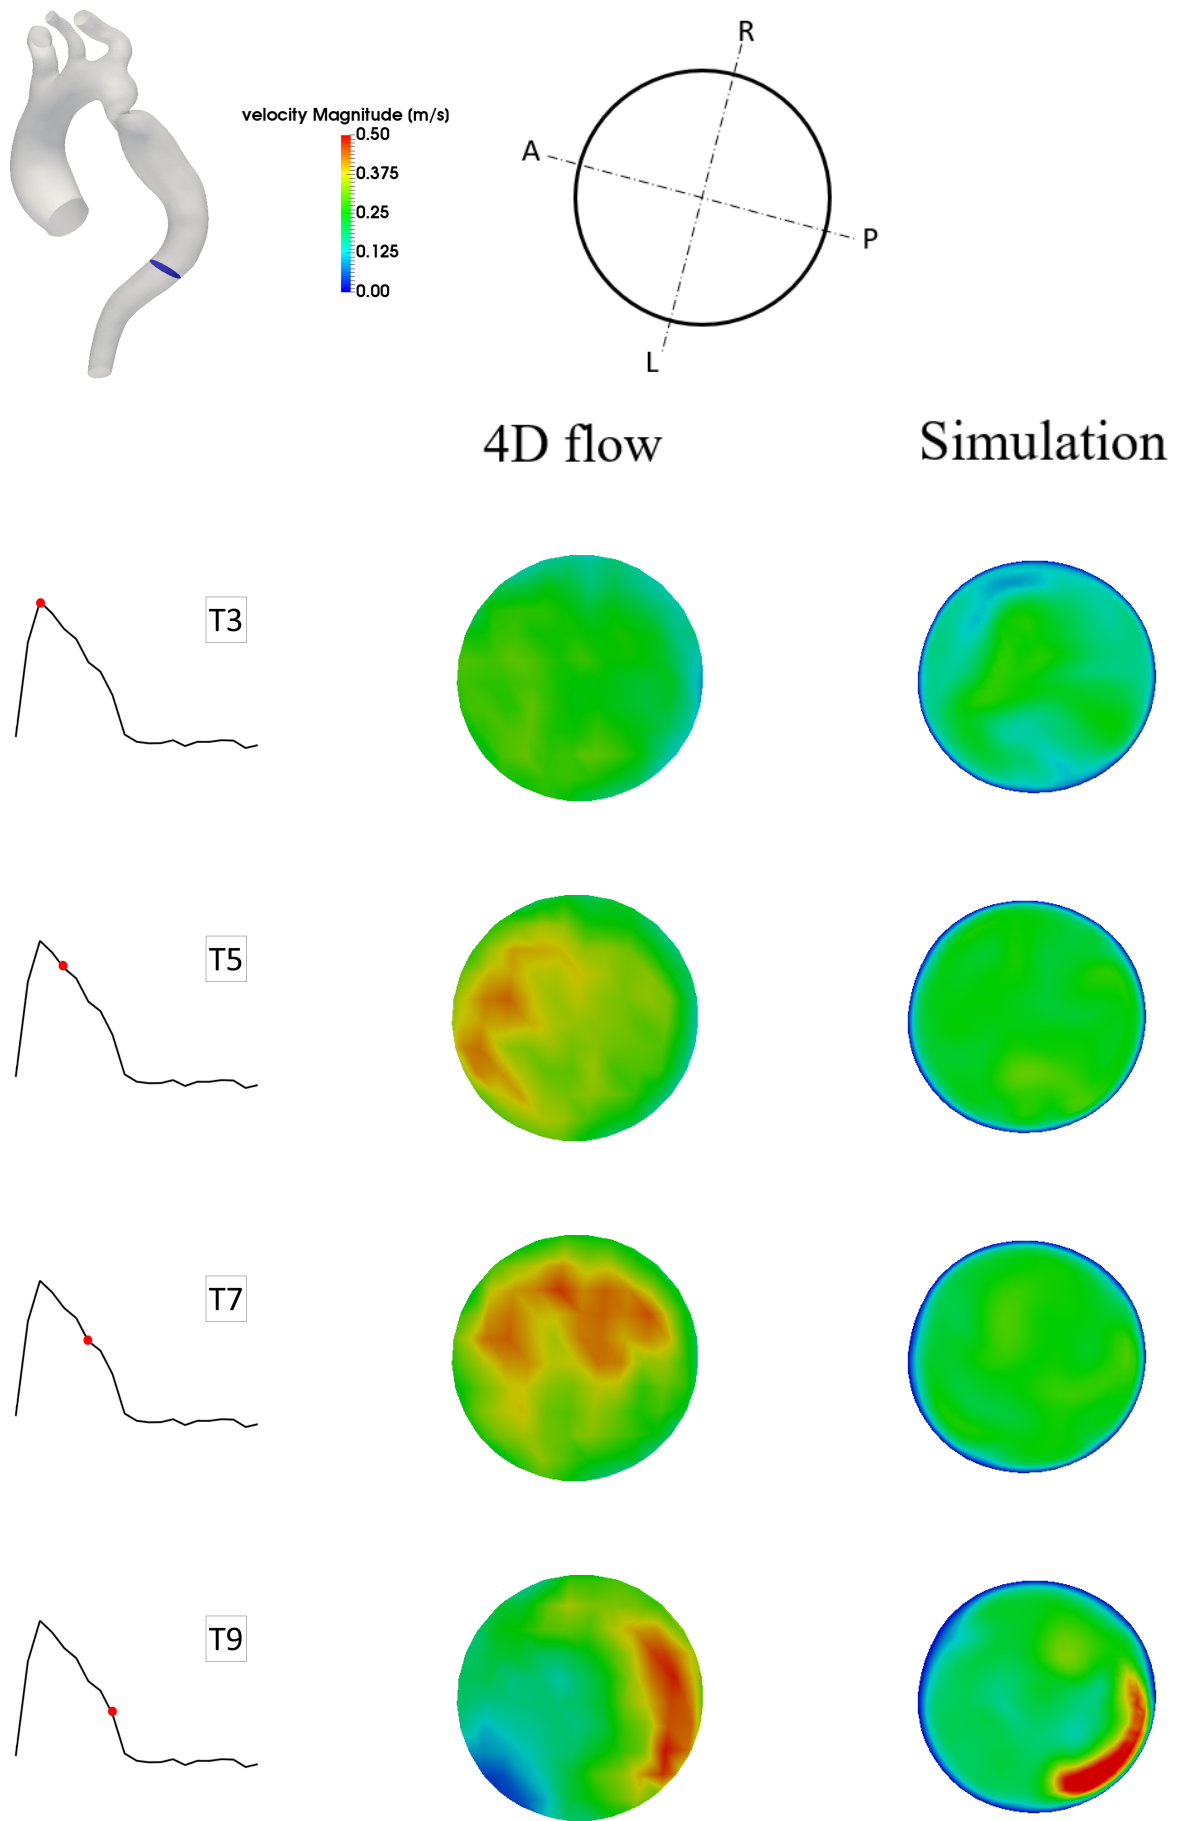 R
velocity Magnitude (m/s)
0.50
A
0.375
0.25
P
0.125
0.00
L
4D flow
Simulation
T3
T5
T7
T9